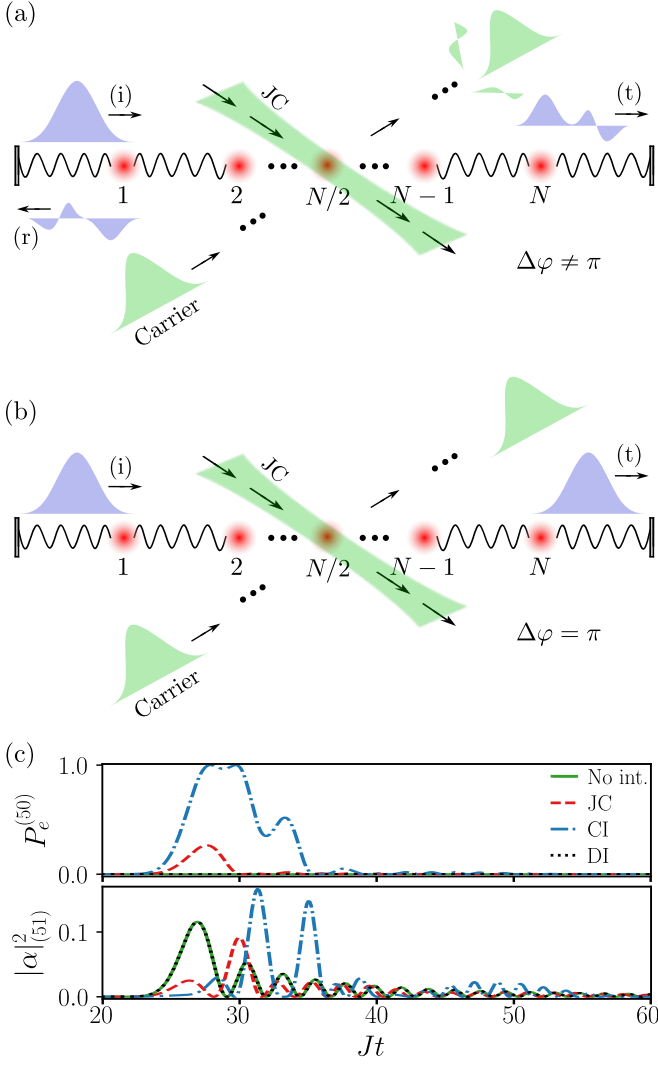 (a)
(i)
JC
(t)
1
2
N/2
N − 1
N
(r)
Δφ ≠ π
Carrier
(b)
(i)
JC
(t)
1
2
N/2
N − 1
N
Δφ = π
Carrier
(c)
1.0
0.0
P_e^{(50)}
No int.
JC
CI
DI
0.1
0.0
|α|²_{(51)}
20
30
40
50
60
Jt